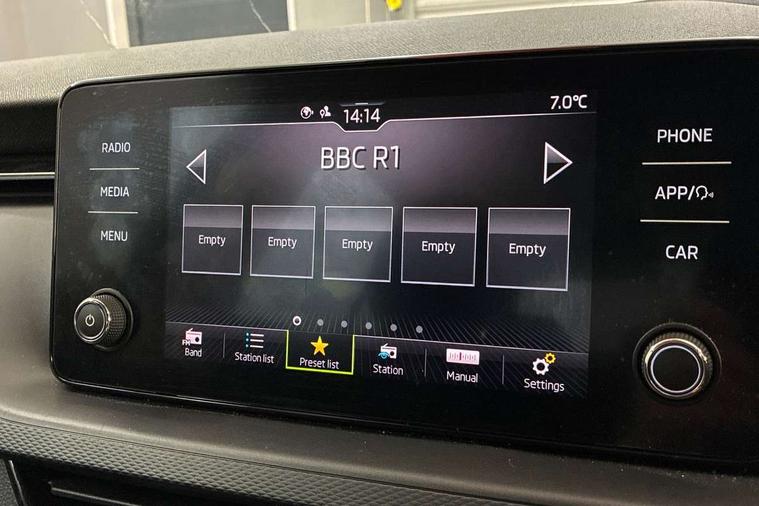 14:14
7.0°C
BBC R1
RADIO
MEDIA
MENU
PHONE
APP/
CAR
Empty
Empty
Empty
Empty
Empty
FM
Band
Station list
Preset list
Station
Manual
Settings